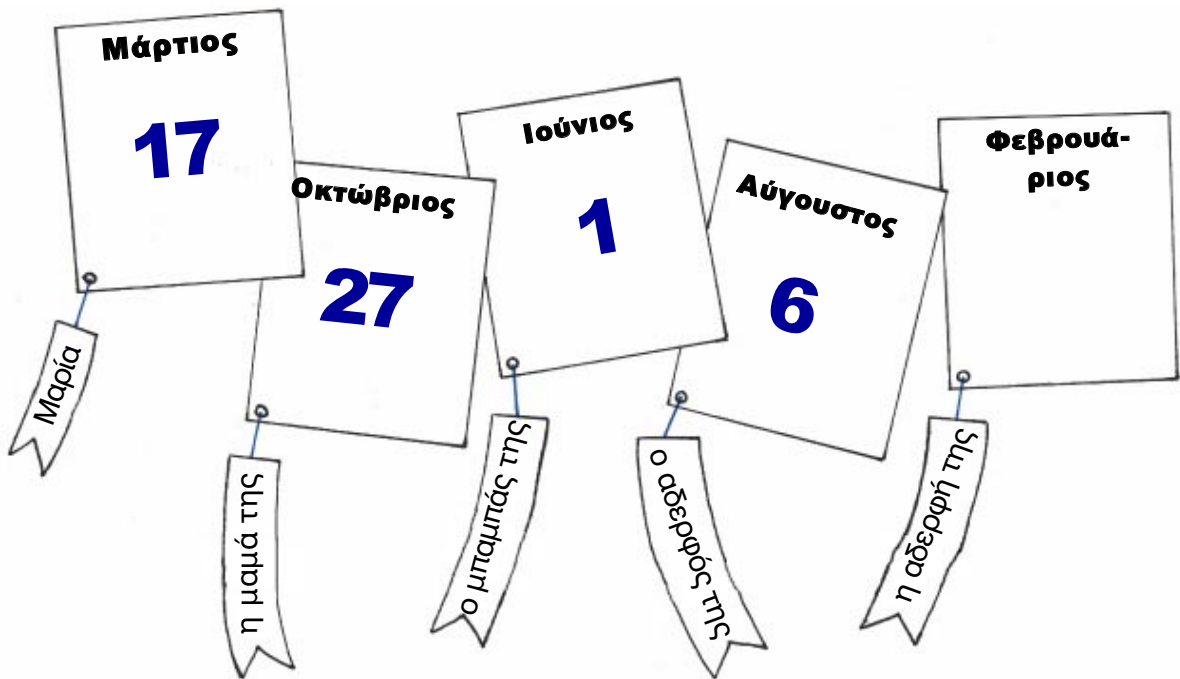 Μάρτιος
17
Μαρία
Οκτώβριος
27
η μαμά της
Ιούνιος
1
ο μπαμπάς της
Αύγουστος
6
ο αδερφός της
Φεβρουά-
ριος
η αδερφή της